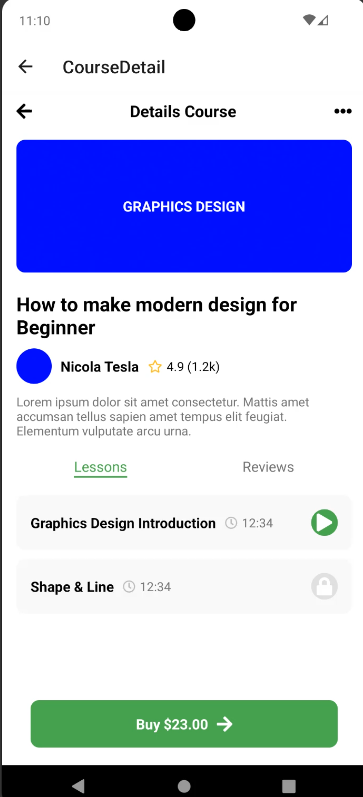 11:10
CourseDetail
Details Course
GRAPHICS DESIGN
How to make modern design for
Beginner
Nicola Tesla 4.9 (1.2k)
Lorem ipsum dolor sit amet consectetur. Mattis amet
accumsan tellus sapien amet tempus elit feugiat.
Elementum vulputate arcu urna.
Lessons Reviews
Graphics Design Introduction 12:34
Shape & Line 12:34
Buy $23.00